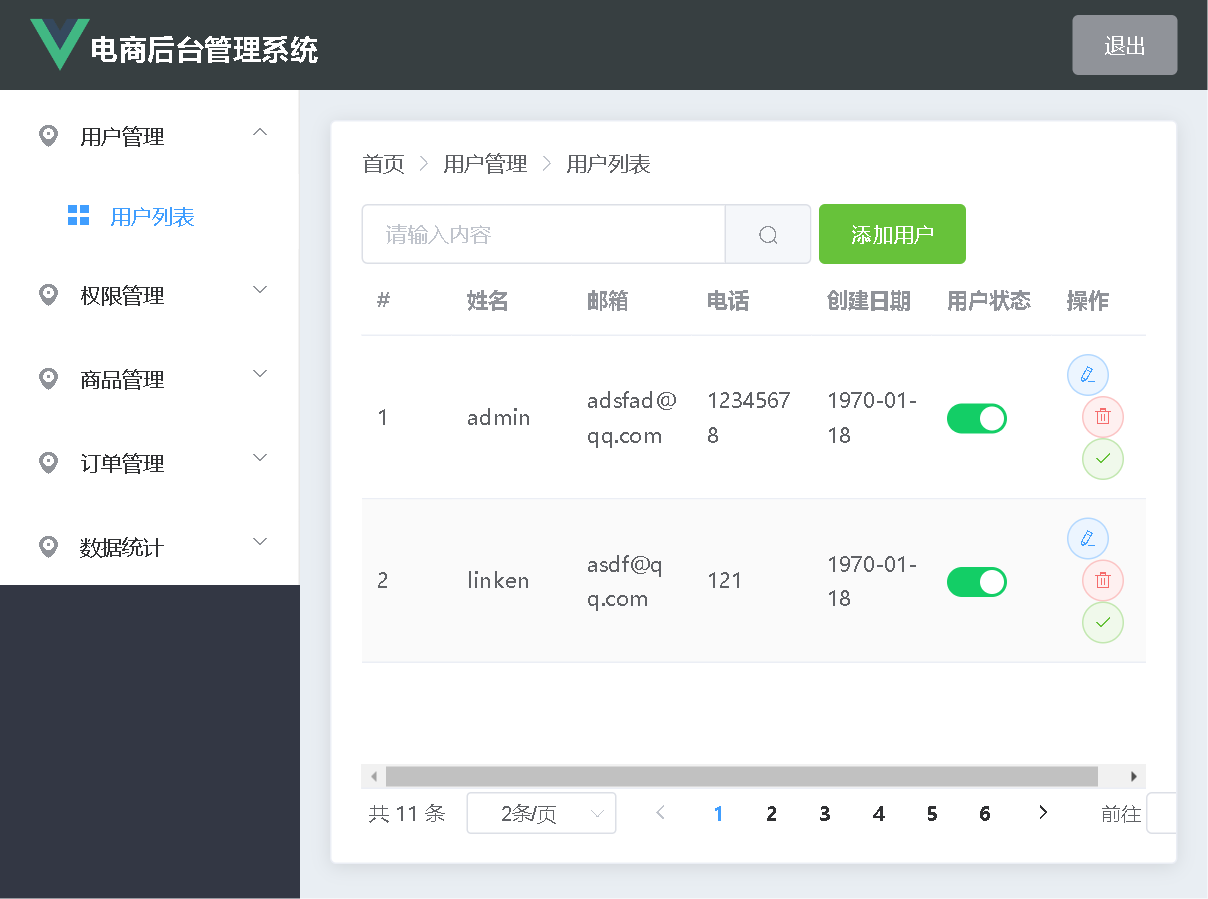 电商后台管理系统
退出
用户管理
用户列表
权限管理
商品管理
订单管理
数据统计
首页 用户管理 用户列表
请输入内容
添加用户
# 姓名 邮箱 电话 创建日期 用户状态 操作
1 admin adsfad@ 1234567 1970-01-
qq.com 8 18
2 linken asdf@q 121 1970-01-
q.com 18
共 11 条 2条/页 1 2 3 4 5 6 前往